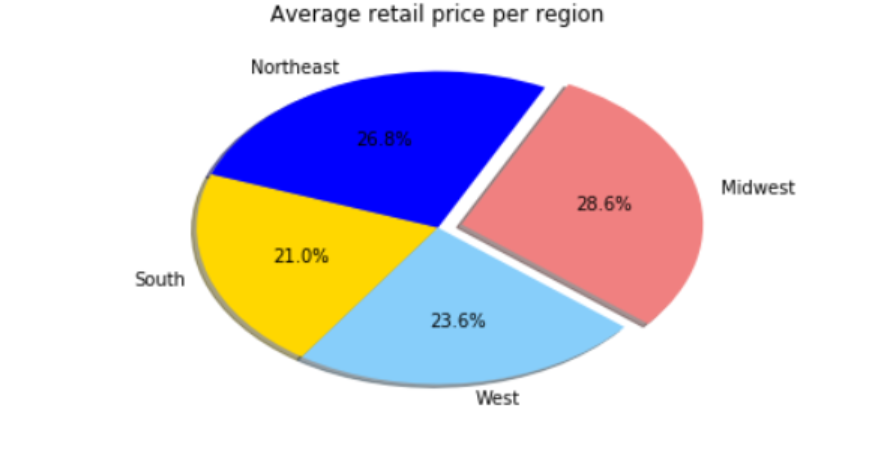 Average retail price per region
Northeast
26.8%
Midwest
28.6%
South
21.0%
23.6%
West